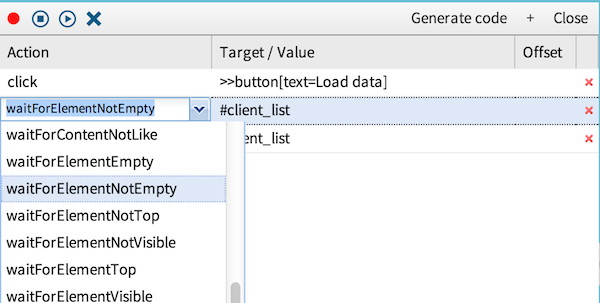 Generate code + Close
Action Target / Value Offset
click >>button[text=Load data]
waitForElementNotEmpty #client_list
waitForContentNotLike ent_list
waitForElementEmpty
waitForElementNotEmpty
waitForElementNotTop
waitForElementNotVisible
waitForElementTop
waitForElementVisible